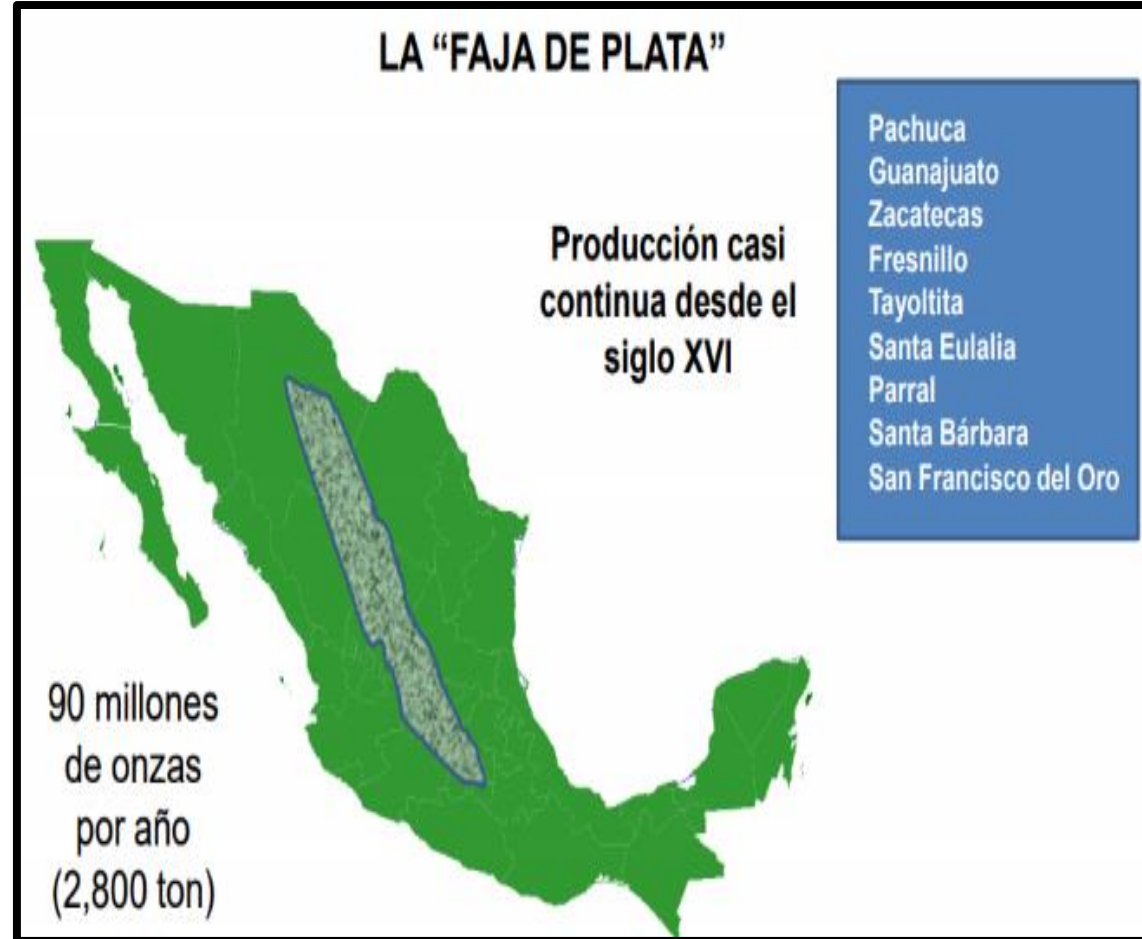 LA “FAJA DE PLATA”
Pachuca
Guanajuato
Zacatecas
Fresnillo
Tayoltita
Santa Eulalia
Parral
Santa Bárbara
San Francisco del Oro
Producción casi
continua desde el
siglo XVI
90 millones
de onzas
por año
(2,800 ton)